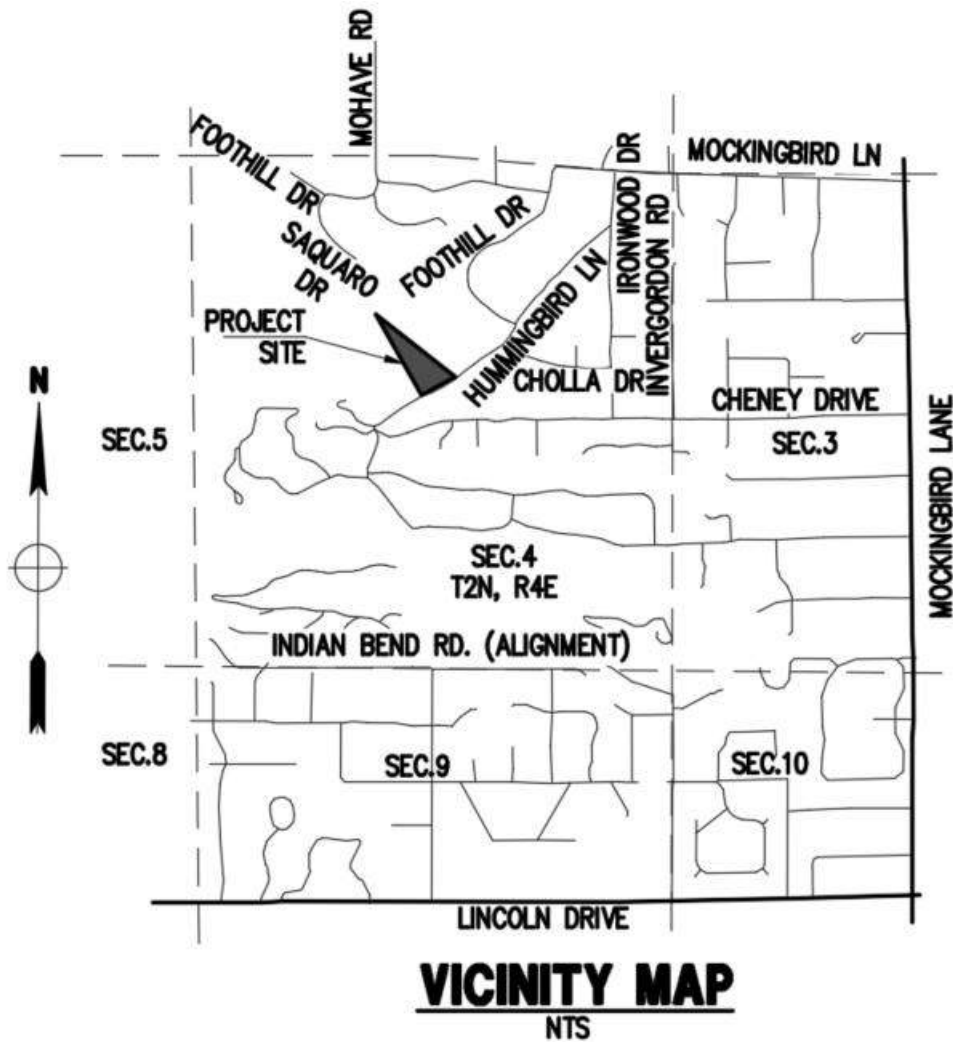 MOHAVE RD
FOOTHILL DR
MOCKINGBIRD LN
SAQUARO
DR
FOOTHILL DR
IRONWOOD DR
INVERGORDON RD
HUMMINGBIRD LN
PROJECT
SITE
CHOLLA DR
CHENEY DRIVE
N
SEC.5
SEC.3
MOCKINGBIRD LANE
SEC.4
T2N, R4E
INDIAN BEND RD. (ALIGNMENT)
SEC.8
SEC.9
SEC.10
LINCOLN DRIVE
VICINITY MAP
NTS